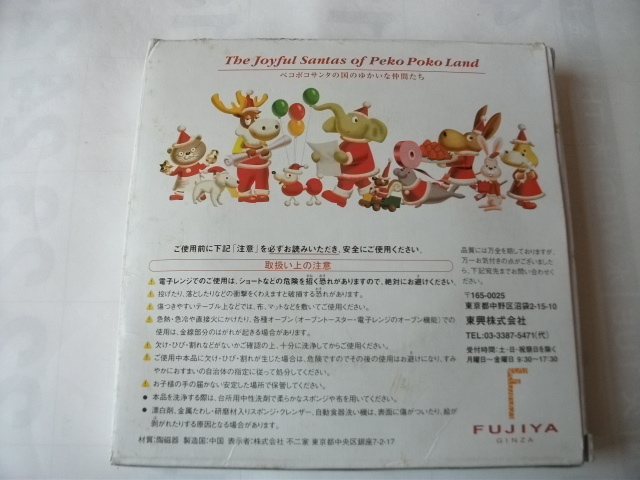 The Joyful Santas of Peko Poko Land
ペコポコサンタの国のゆかいな仲間たち
ご使用前に下記「注意」を必ずお読みいただき、安全にご使用ください。
取扱い上の注意
電子レンジでのご使用は、ショートなどの危険を招く恐れがありますので、絶対にお避けください。
投げたり、落としたりなどの衝撃をくわえますと破損する恐れがあります。
傷つきやすいテーブル上などでは、布、マットなどを敷いてご使用ください。
急熱・急冷や直接火にかけたり、各種オーブン（オーブントースター・電子レンジのオーブン機能）での
使用は、金線部分のはがれが起きる場合があります。
欠け・ひび・割れなどがないかご確認の上、十分に洗浄してからご使用ください。
ご使用中本品に欠け・ひび・割れが生じた場合は、危険ですのでその後の使用はお避けになり、すみ
やかにおすまいの自治体の指定に従って処分してください。
お子様の手の届かない安定した場所で保管してください。
● 本品を洗浄する際は、台所用中性洗剤で柔らかなスポンジや布を用いてください。
● 漂白剤、金属たわし・研磨材入りスポンジ・クレンザー、自動食器洗い機は、表面に傷がついたり、絵が
剥がれたりする原因となる場合があります。
材質:陶磁器 製造国:中国 表示者:株式会社 不二家 東京都中央区銀座7-2-17
品質には万全を期しておりますが、
万一お気付きの点がございました
ら、下記宛先までお問い合わせく
ださい。
〒165-0025
東京都中野区沼袋2-15-10
東興株式会社
TEL:03-3387-5471(代)
受付時間:土・日・祝祭日を除く
月曜日〜金曜日 9:30-17:30
FUJIYA
GINZA